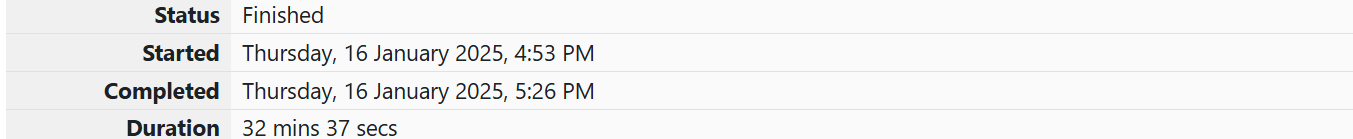 Status Finished
Started Thursday, 16 January 2025, 4:53 PM
Completed Thursday, 16 January 2025, 5:26 PM
Duration 32 mins 37 secs